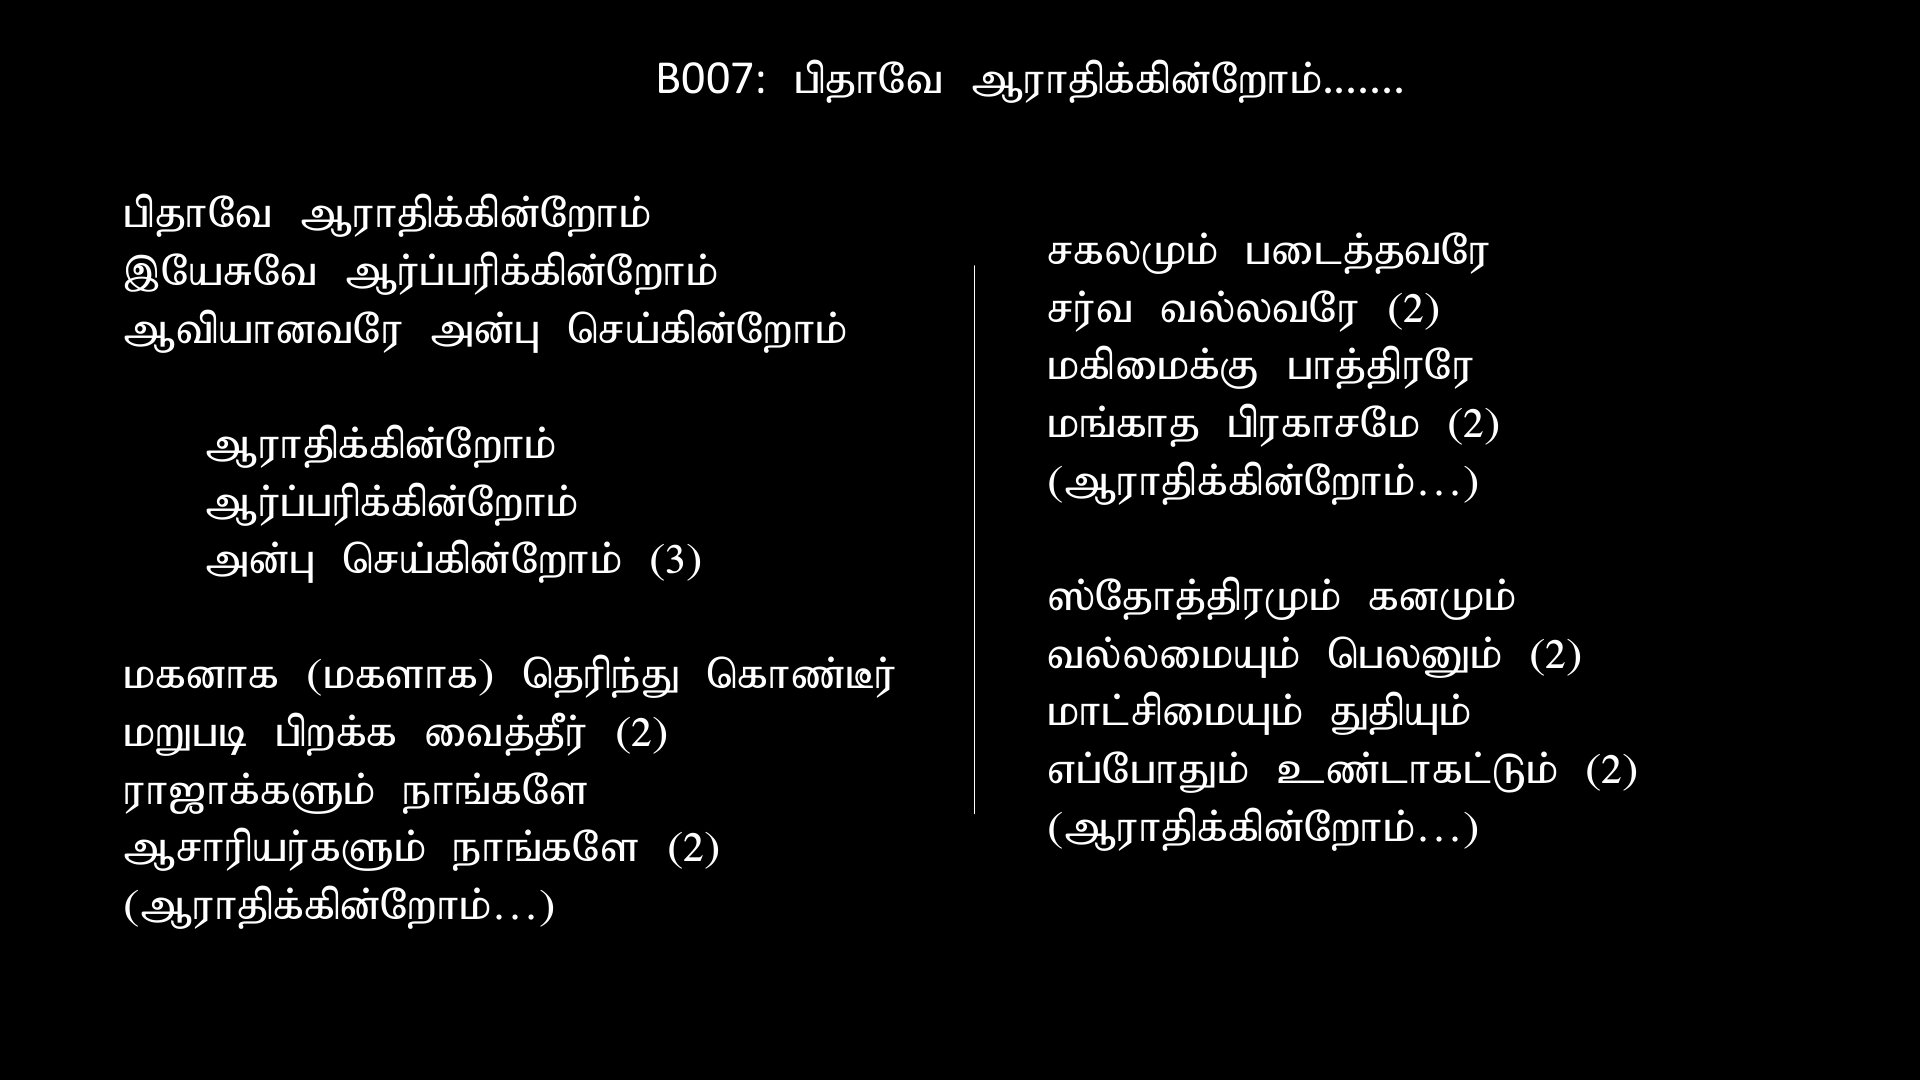 B007: பிதாவே ஆராதிக்கின்றோம்.......
பிதாவே ஆராதிக்கின்றோம்
இயேசுவே ஆர்ப்பரிக்கின்றோம்
ஆவியானவரே அன்பு செய்கின்றோம்
ஆராதிக்கின்றோம்
ஆர்ப்பரிக்கின்றோம்
அன்பு செய்கின்றோம் (3)
மகனாக (மகளாக) தெரிந்து கொண்டீர்
மறுபடி பிறக்க வைத்தீர் (2)
ராஜாக்களும் நாங்களே
ஆசாரியர்களும் நாங்களே (2)
(ஆராதிக்கின்றோம்...)
சகலமும் படைத்தவரே
சர்வ வல்லவரே (2)
மகிமைக்கு பாத்திரரே
மங்காத பிரகாசமே (2)
(ஆராதிக்கின்றோம்...)
ஸ்தோத்திரமும் கனமும்
வல்லமையும் பெலனும் (2)
மாட்சிமையும் துதியும்
எப்போதும் உண்டாகட்டும் (2)
(ஆராதிக்கின்றோம்...)